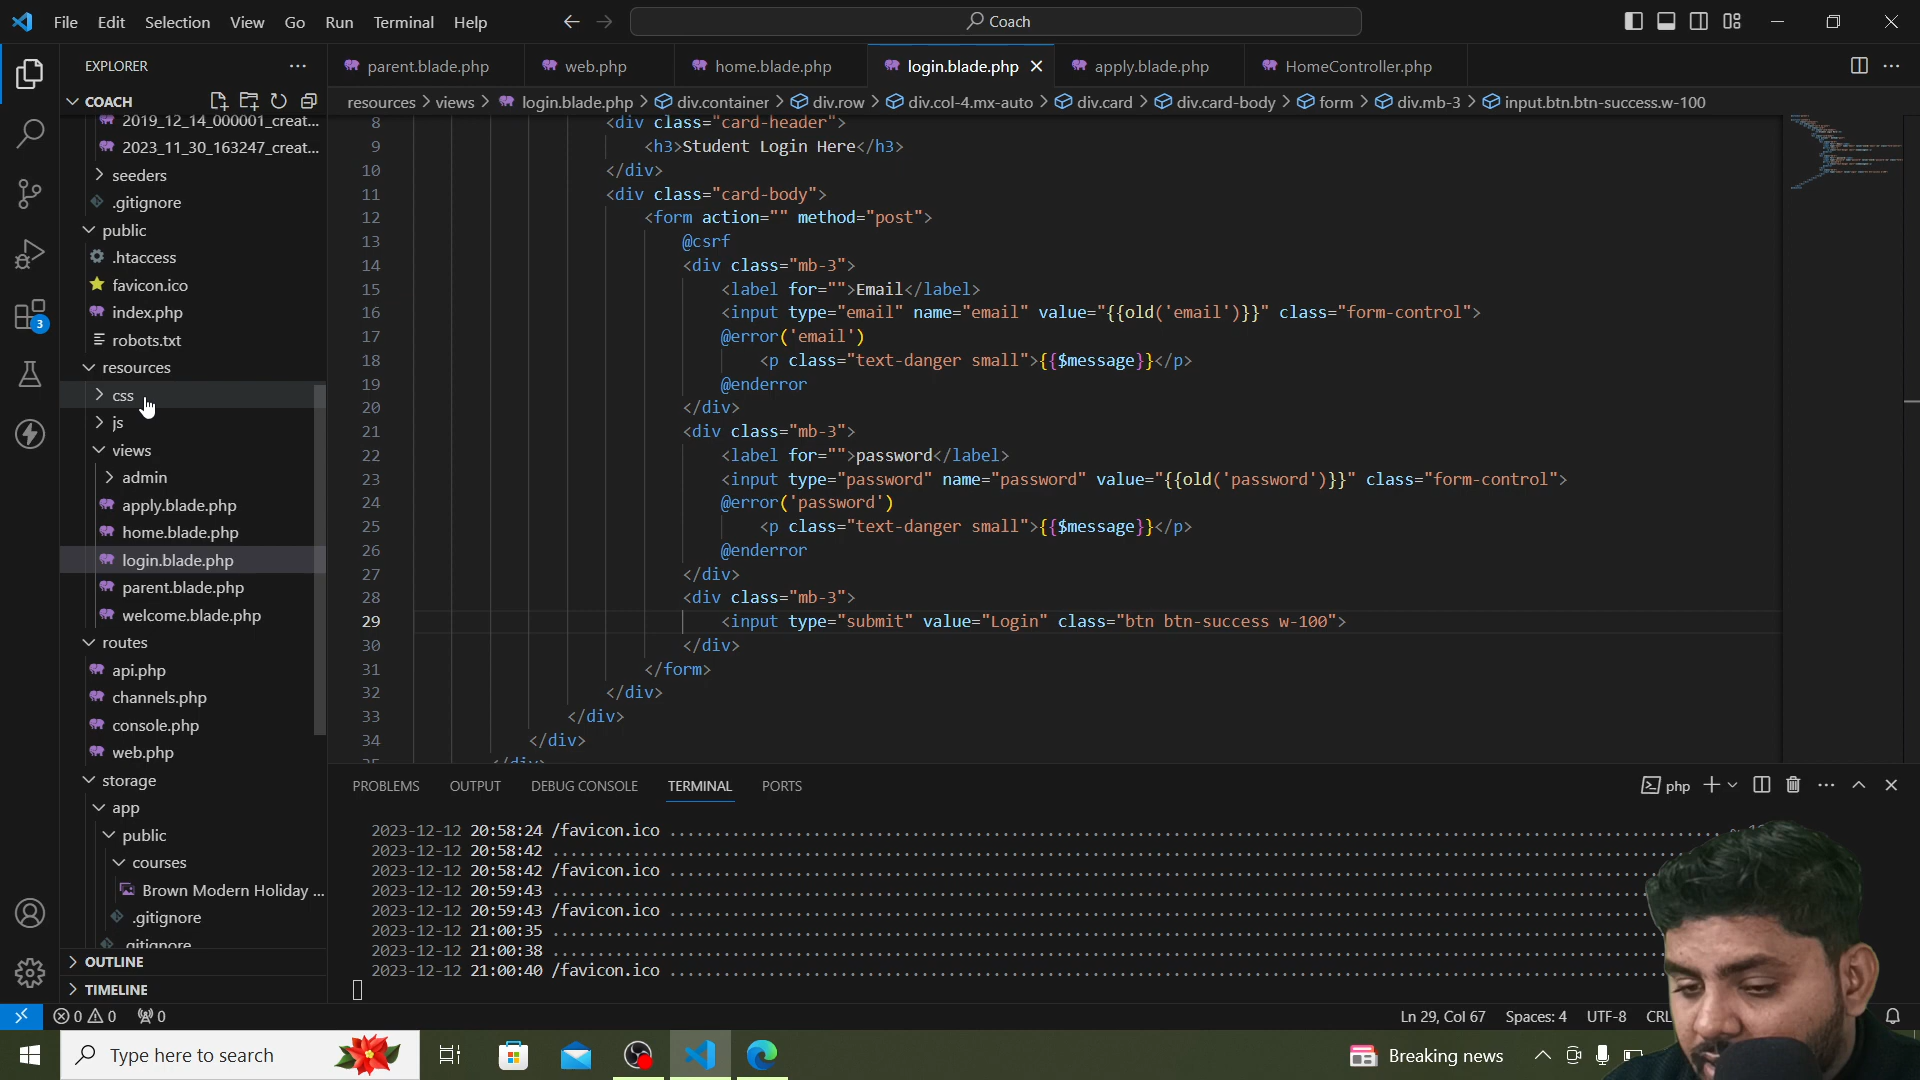 File Edit Selection View Go Run Terminal Help
Coach
EXPLORER
parent.blade.php web.php home.blade.php login.blade.php apply.blade.php HomeController.php
COACH
resources > views > login.blade.php > div.container > div.row > div.col-4.mx-auto > div.card > div.card-body > form > div.mb-3 > input.btn.btn-success.w-100
2019_12_14_000001_creat...
2023_11_30_163247_creat...
seeders
.gitignore
public
.htaccess
favicon.ico
index.php
robots.txt
resources
css
js
views
admin
apply.blade.php
home.blade.php
login.blade.php
parent.blade.php
welcome.blade.php
routes
api.php
channels.php
console.php
web.php
storage
app
public
courses
Brown Modern Holiday ...
.gitignore
.gitignore
OUTLINE
TIMELINE
8 <div class="card-header">
9 <h3>Student Login Here</h3>
10 </div>
11 <div class="card-body">
12 <form action="" method="post">
13 @csrf
14 <div class="mb-3">
15 <label for="">Email</label>
16 <input type="email" name="email" value="{{old('email')}}" class="form-control">
17 @error('email')
18 <p class="text-danger small">{{$message}}</p>
19 @enderror
20 </div>
21 <div class="mb-3">
22 <label for="">password</label>
23 <input type="password" name="password" value="{{old('password')}}" class="form-control">
24 @error('password')
25 <p class="text-danger small">{{$message}}</p>
26 @enderror
27 </div>
28 <div class="mb-3">
29 <input type="submit" value="Login" class="btn btn-success w-100">
30 </div>
31 </form>
32 </div>
33 </div>
34 </div>
35 </div>
PROBLEMS OUTPUT DEBUG CONSOLE TERMINAL PORTS
php
2023-12-12 20:58:24 /favicon.ico
2023-12-12 20:58:42
2023-12-12 20:58:42 /favicon.ico
2023-12-12 20:59:43
2023-12-12 20:59:43 /favicon.ico
2023-12-12 21:00:35
2023-12-12 21:00:38
2023-12-12 21:00:40 /favicon.ico
0 0 0
Ln 29, Col 67 Spaces: 4 UTF-8 CRL
3
Type here to search
Breaking news